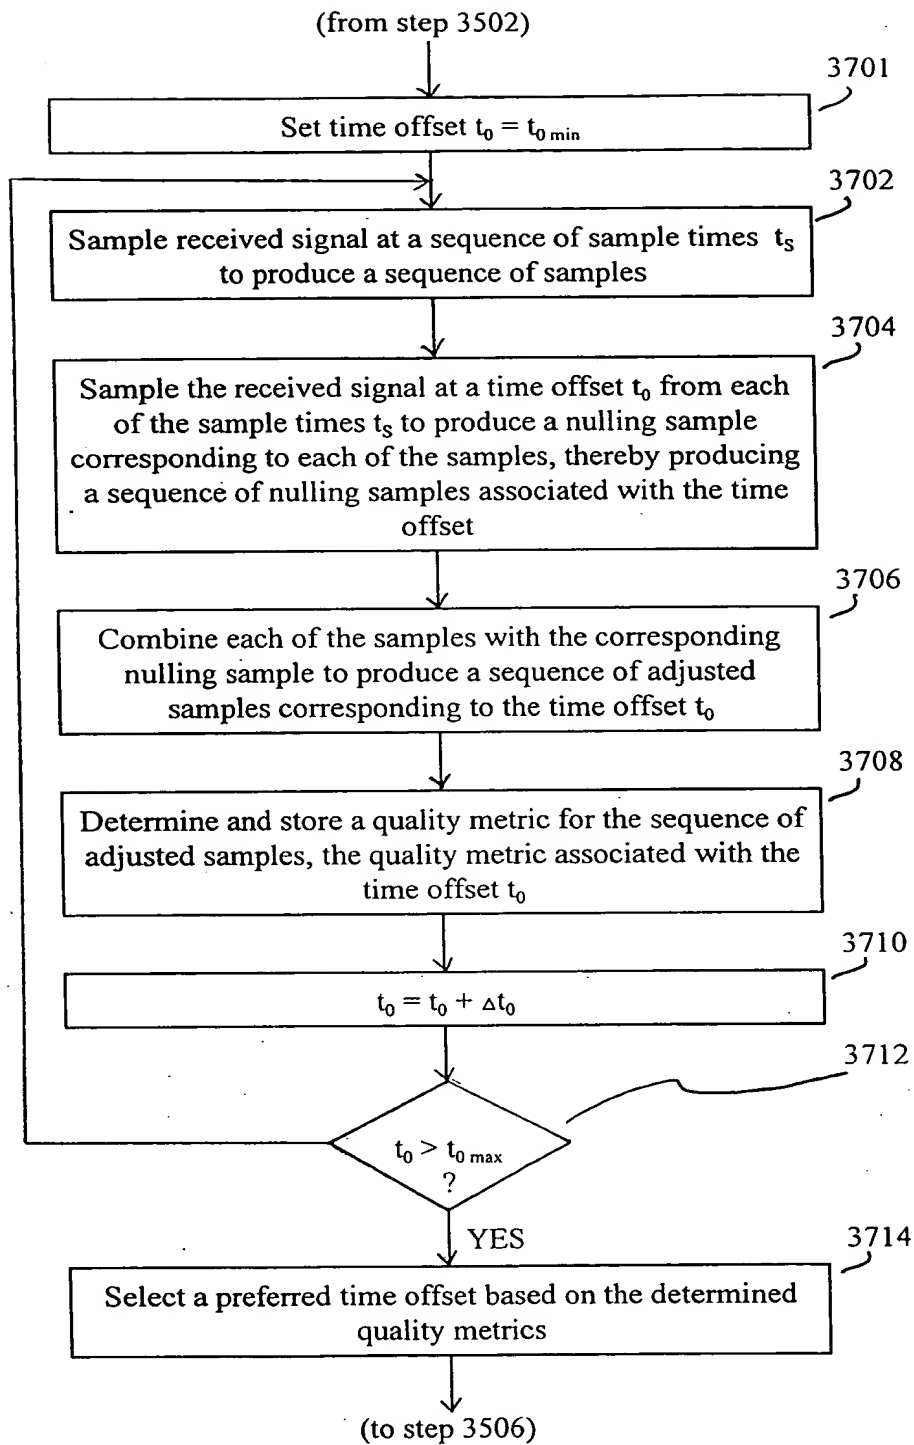 (from step 3502)
3701
Set time offset t₀ = t₀ min
3702
Sample received signal at a sequence of sample times tS
to produce a sequence of samples
3704
Sample the received signal at a time offset t₀ from each
of the sample times tS to produce a nulling sample
corresponding to each of the samples, thereby producing
a sequence of nulling samples associated with the time
offset
3706
Combine each of the samples with the corresponding
nulling sample to produce a sequence of adjusted
samples corresponding to the time offset t₀
3708
Determine and store a quality metric for the sequence of
adjusted samples, the quality metric associated with the
time offset t₀
3710
t₀ = t₀ + Δt₀
3712
t₀ > t₀ max
?
YES
3714
Select a preferred time offset based on the determined
quality metrics
(to step 3506)